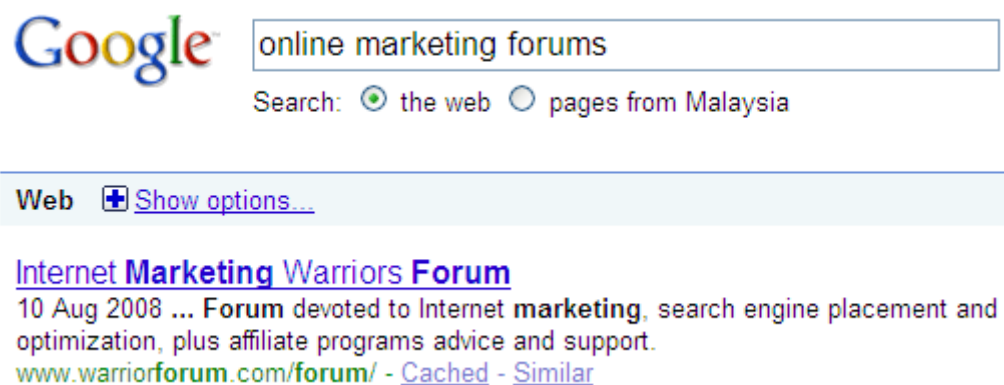 Google online marketing forums
Search: the web pages from Malaysia
Web Show options...
Internet Marketing Warriors Forum
10 Aug 2008 ... Forum devoted to Internet marketing, search engine placement and
optimization, plus affiliate programs advice and support.
www.warriorforum.com/forum/ - Cached - Similar